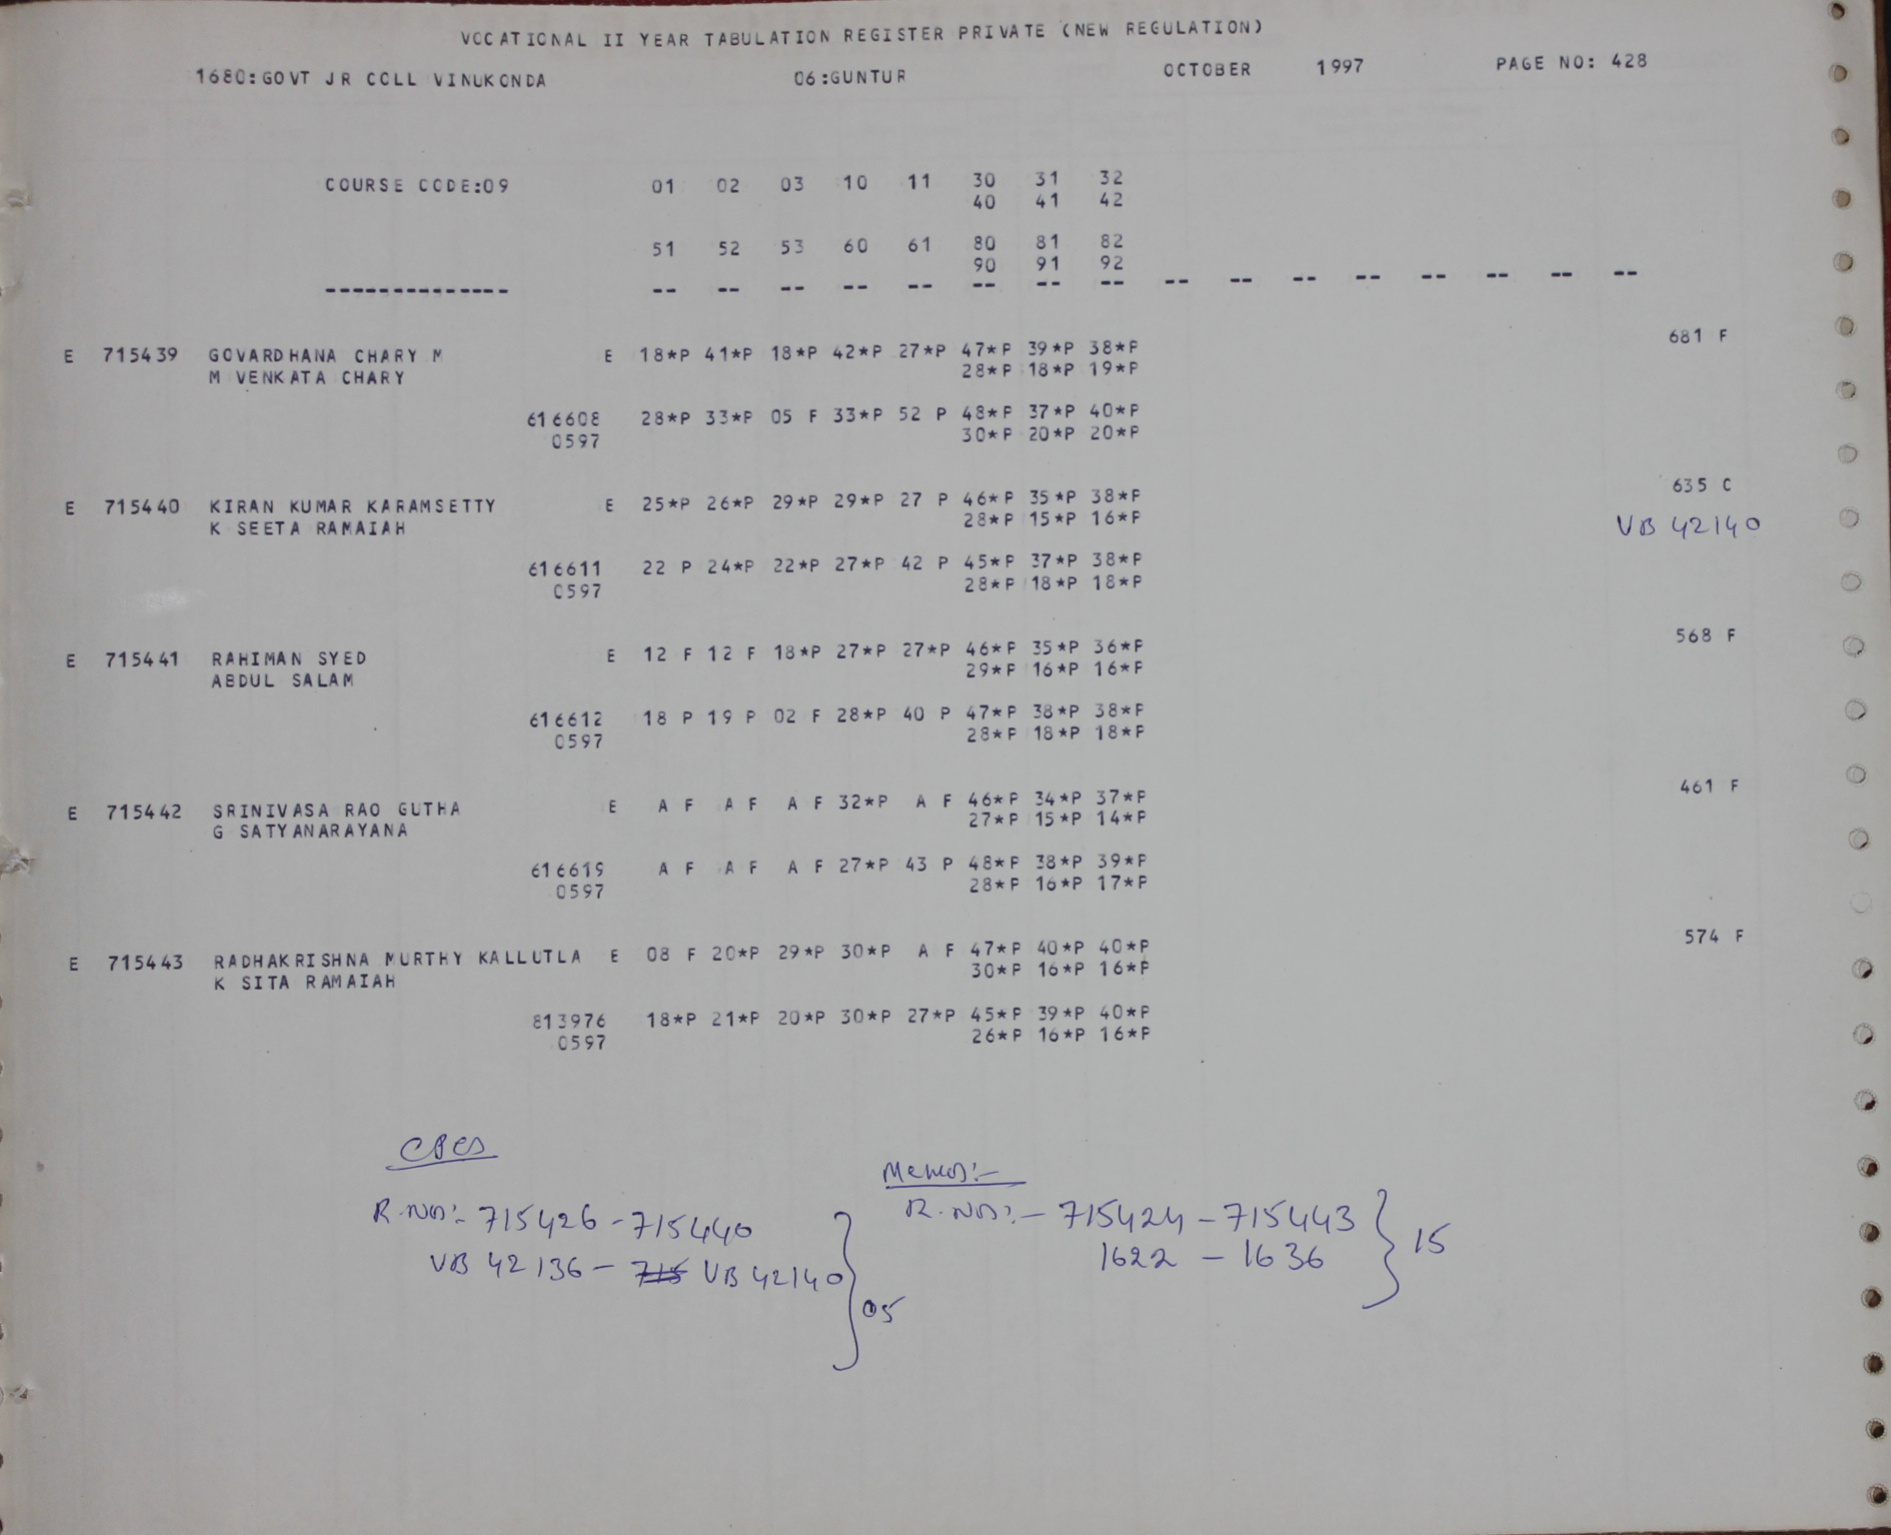 VOCATIONAL II YEAR TABULATION REGISTER PRIVATE (NEW REGULATION)
1680:GOVT JR COLL VINUKONDA 06:GUNTUR OCTOBER 1997 PAGE NO: 428
COURSE CODE:09 01 02 03 10 11 30 31 32
40 41 42
51 52 53 60 61 80 81 82
90 91 92
-------------- -- -- -- -- -- -- -- -- -- -- -- -- -- -- -- --
E 715439 GOVARDHANA CHARY M E 18*P 41*P 18*P 42*P 27*P 47*P 39*P 38*P 681 F
M VENKATA CHARY 28*P 18*P 19*P
616608 28*P 33*P 05 F 33*P 52 P 48*P 37*P 40*P
0597 30*P 20*P 20*P
E 715440 KIRAN KUMAR KARAMSETTY E 25*P 26*P 29*P 29*P 27 P 46*P 35*P 38*P 635 C
K SEETA RAMAIAH 28*P 15*P 16*P VB 42140
616611 22 P 24*P 22*P 27*P 42 P 45*P 37*P 38*P
0597 28*P 18*P 18*P
E 715441 RAHIMAN SYED E 12 F 12 F 18*P 27*P 27*P 46*P 35*P 36*P 568 F
ABDUL SALAM 29*P 16*P 16*P
616612 18 P 19 P 02 F 28*P 40 P 47*P 38*P 38*P
0597 28*P 18*P 18*P
E 715442 SRINIVASA RAO GUTHA E A F A F A F 32*P A F 46*P 34*P 37*P 461 F
G SATYANARAYANA 27*P 15*P 14*P
616619 A F A F A F 27*P 43 P 48*P 38*P 39*P
0597 28*P 16*P 17*P
E 715443 RADHAKRISHNA MURTHY KALLUTLA E 08 F 20*P 29*P 30*P A F 47*P 40*P 40*P 574 F
K SITA RAMAIAH 30*P 16*P 16*P
813976 18*P 21*P 20*P 30*P 27*P 45*P 39*P 40*P
0597 26*P 16*P 16*P
Memos:-
R.Nos:- 715426 - 715440
R.Nos:- 715424 - 715443
VB 42136 - 715 VB 42140
1622 - 1636
15
05